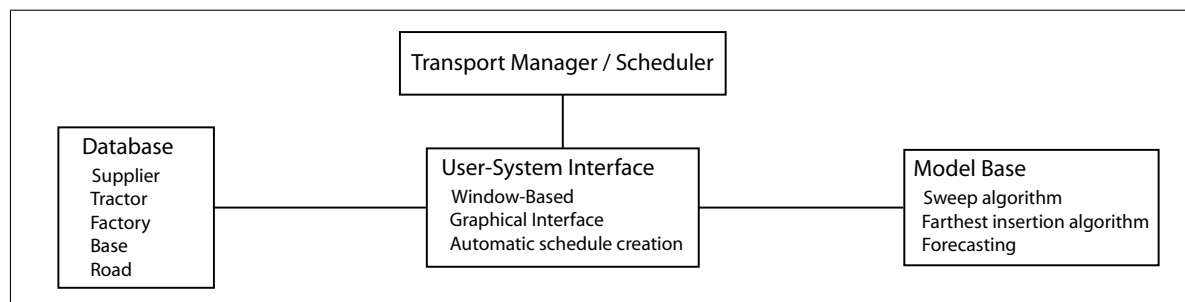 Transport Manager / Scheduler
Database
Supplier
Tractor
Factory
Base
Road
User-System Interface
Window-Based
Graphical Interface
Automatic schedule creation
Model Base
Sweep algorithm
Farthest insertion algorithm
Forecasting